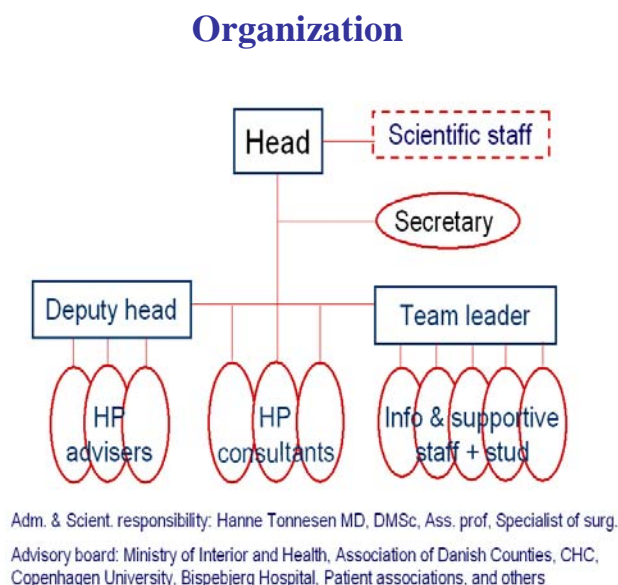 Organization
Head
Scientific staff
Secretary
Deputy head
Team leader
HP
advisers
HP
consultants
Info & supportive
staff + stud
Adm. & Scient. responsibility: Hanne Tonnesen MD, DMSc, Ass. prof, Specialist of surg.
Advisory board: Ministry of Interior and Health, Association of Danish Counties, CHC,
Copenhagen University, Bispebjerg Hospital, Patient associations, and others